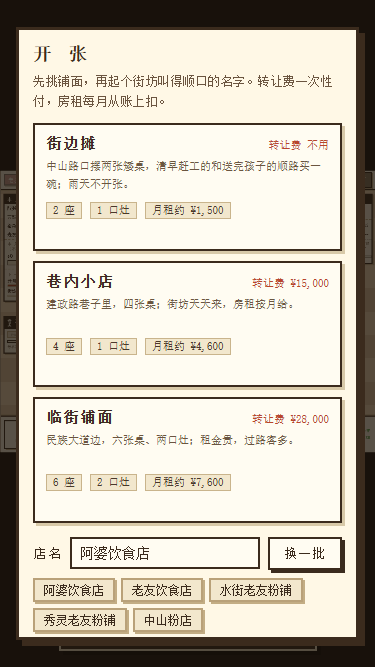 开 张
先挑铺面，再起个街坊叫得顺口的名字。转让费一次性
付，房租每月从账上扣。
街边摊
转让费 不用
中山路口摆两张矮桌，清早赶工的和送完孩子的顺路买一
碗；雨天不开张。
2 座
1 口灶
月租约 ¥1,500
巷内小店
转让费 ¥15,000
建政路巷子里，四张桌；街坊天天来，房租按月给。
4 座
1 口灶
月租约 ¥4,600
临街铺面
转让费 ¥28,000
民族大道边，六张桌、两口灶；租金贵，过路客多。
6 座
2 口灶
月租约 ¥7,600
店名
阿婆饮食店
换一批
阿婆饮食店
老友饮食店
水街老友粉铺
秀灵老友粉铺
中山粉店